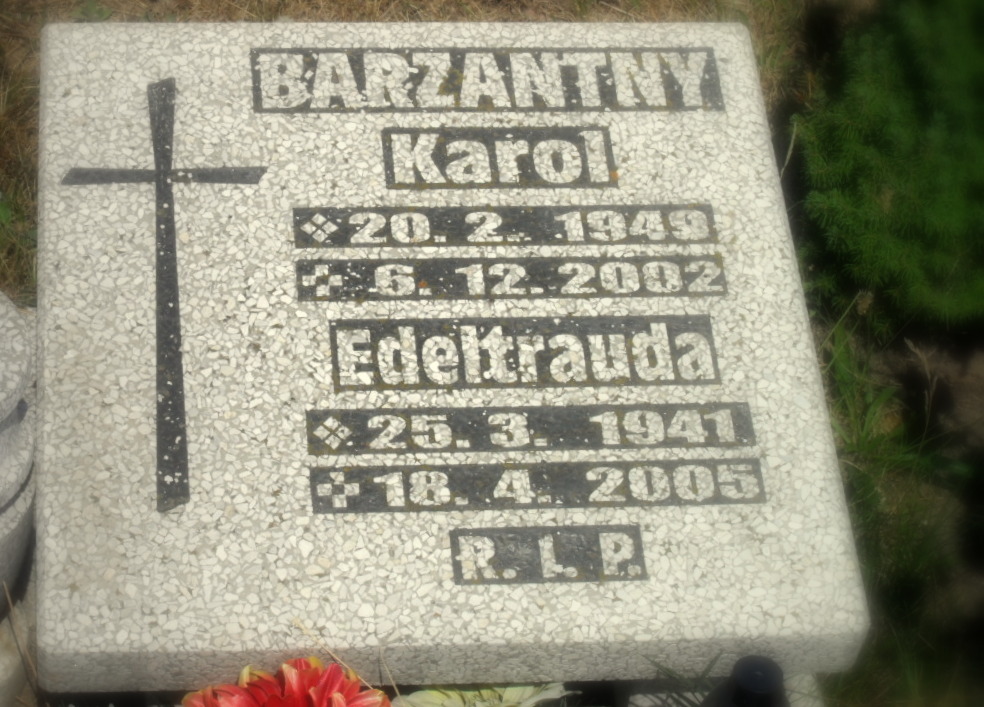 BARZANTNY
Karol
20. 2. 1949
6. 12. 2002
Edeltrauda
25. 3. 1941
18. 4. 2005
R. I. P.